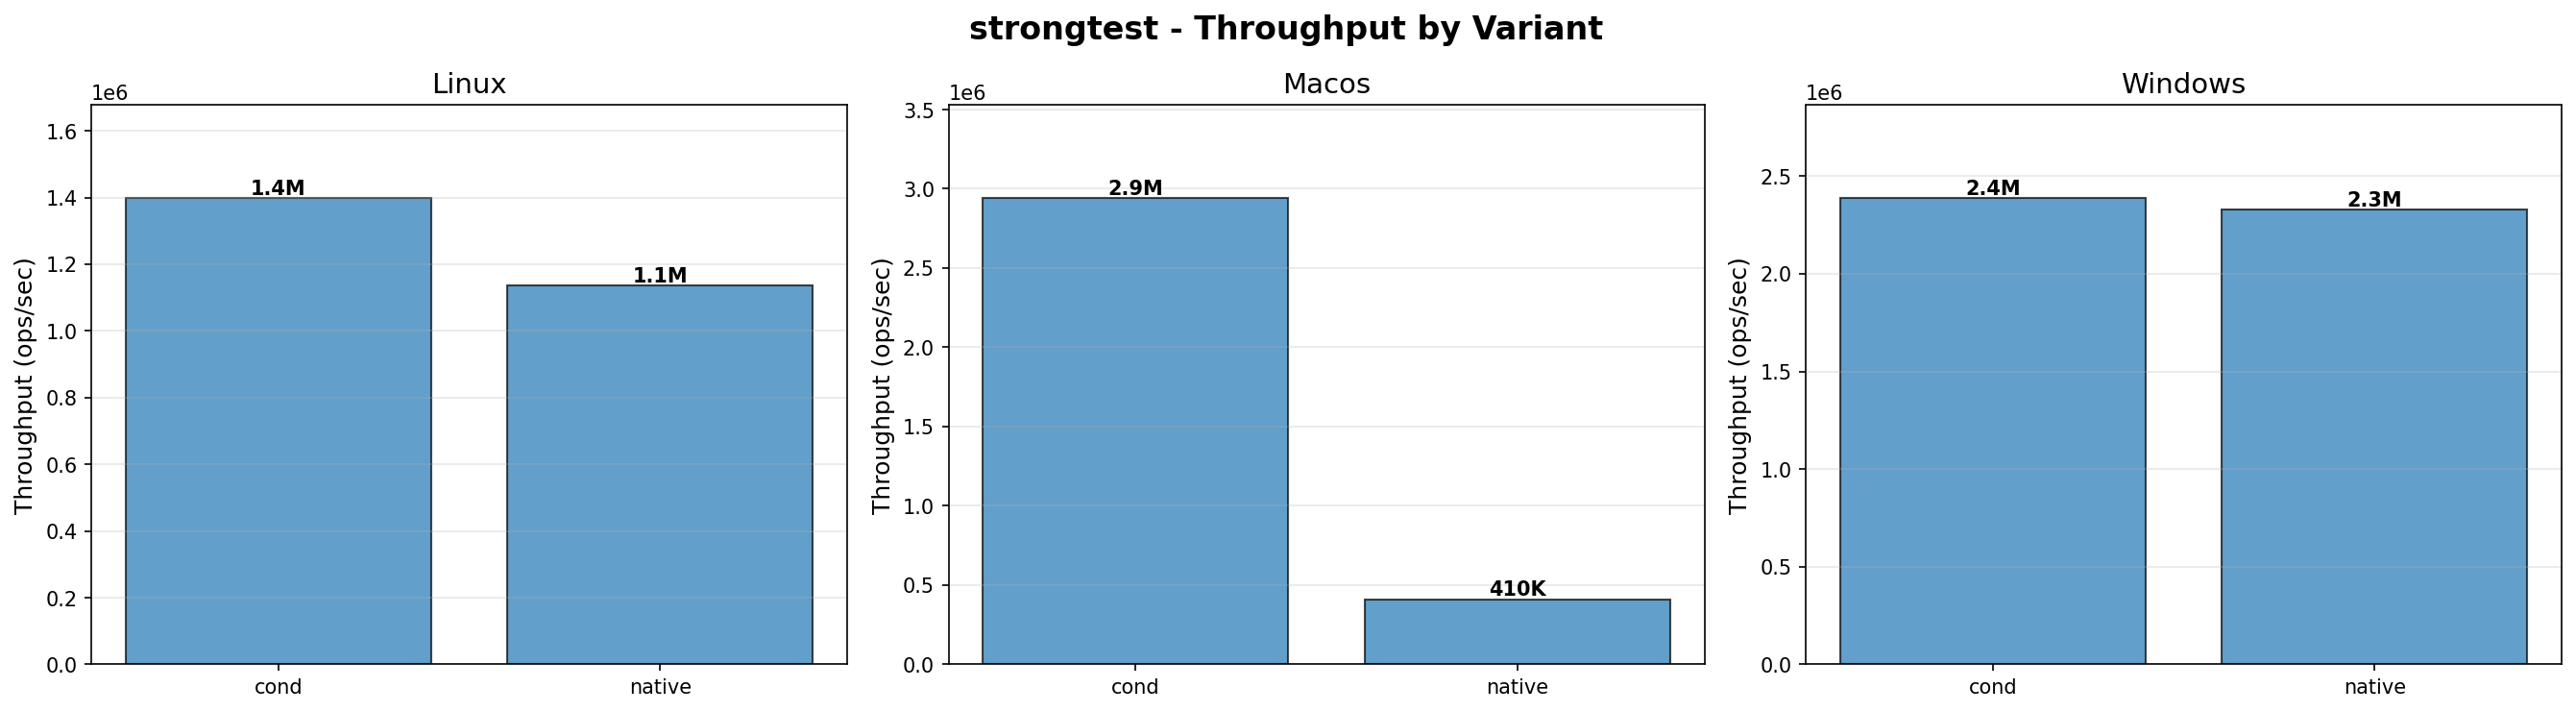 strongtest - Throughput by Variant
Linux
1e6
Throughput (ops/sec)
1.6
1.4
1.2
1.0
0.8
0.6
0.4
0.2
0.0
1.4M
1.1M
cond
native
Macos
1e6
Throughput (ops/sec)
3.5
3.0
2.5
2.0
1.5
1.0
0.5
0.0
2.9M
410K
cond
native
Windows
1e6
Throughput (ops/sec)
2.5
2.0
1.5
1.0
0.5
0.0
2.4M
2.3M
cond
native